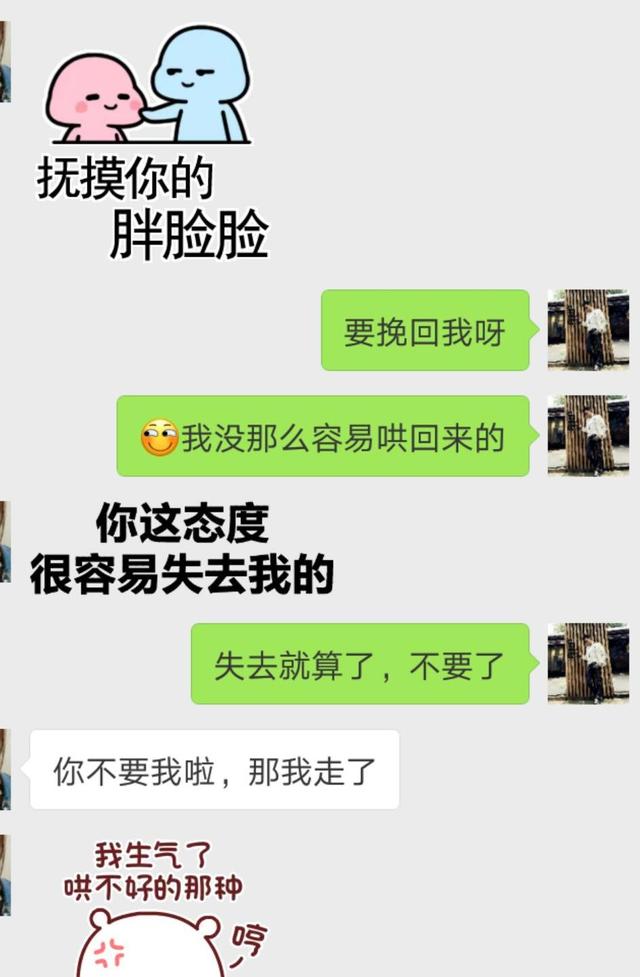 抚摸你的
胖脸脸
要挽回我呀
我没那么容易哄回来的
你这态度
很容易失去我的
失去就算了，不要了
你不要我啦，那我走了
我生气了
哄不好的那种
哼